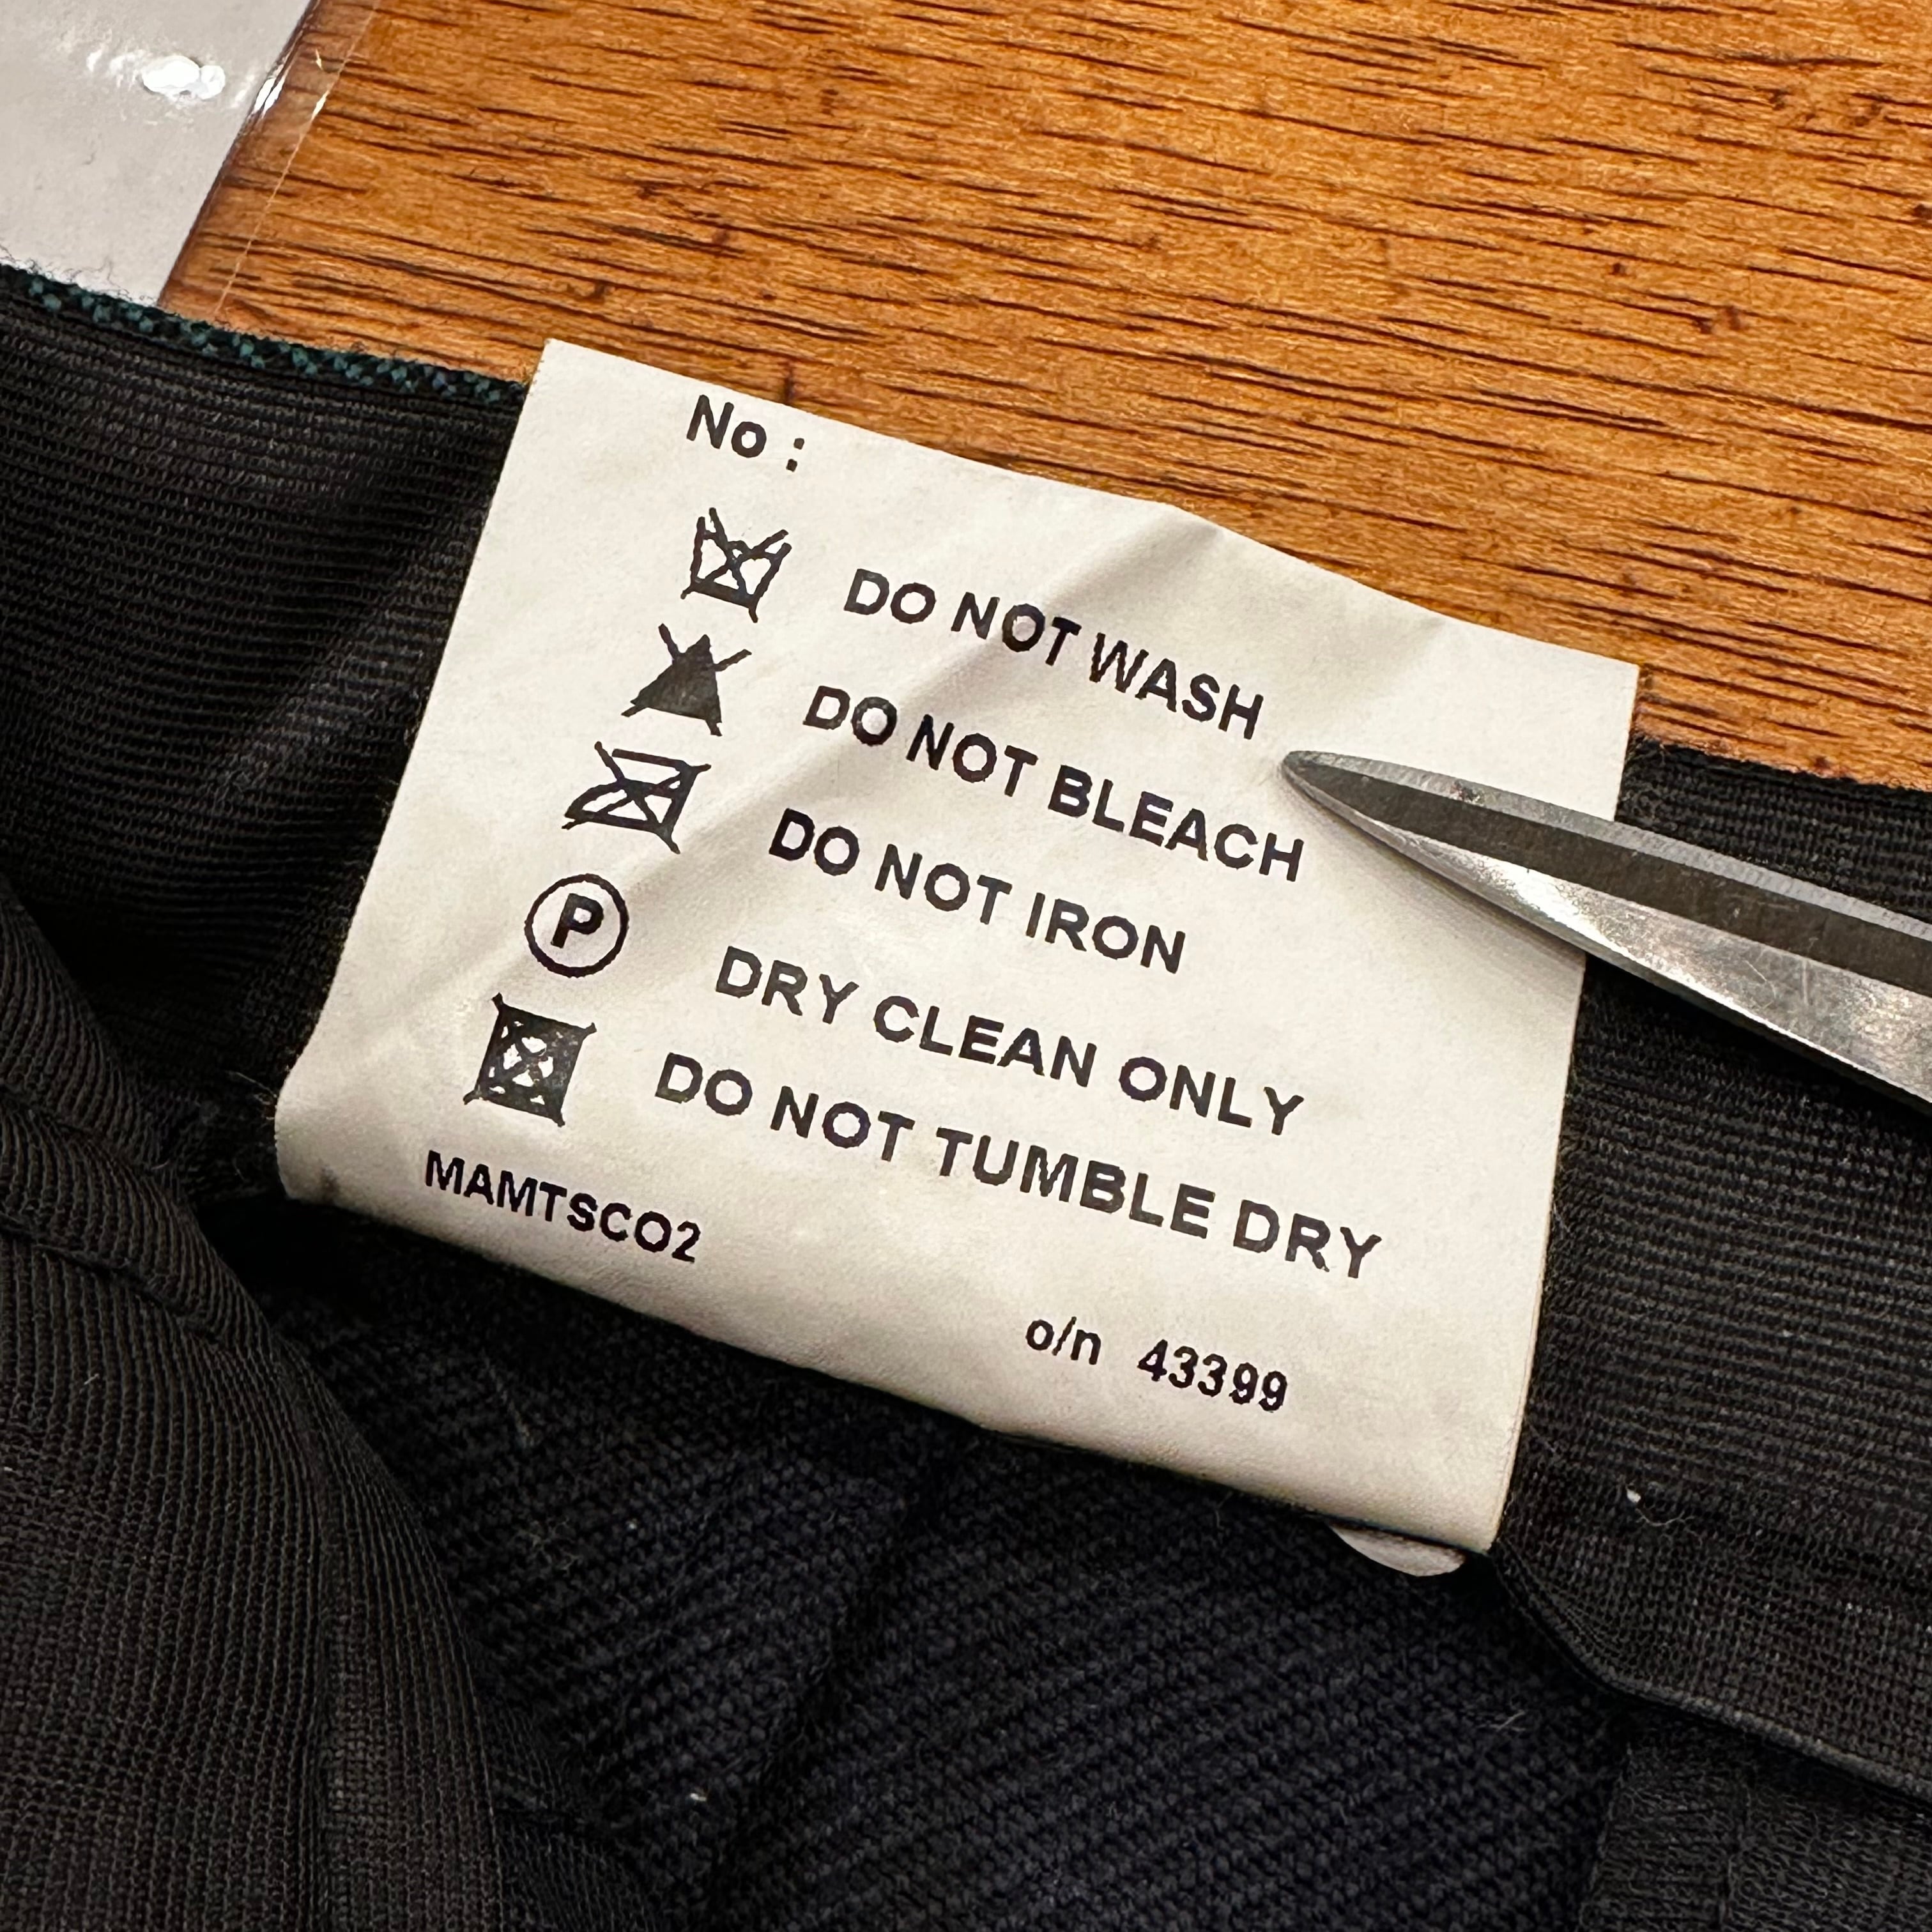 No :
DO NOT WASH
DO NOT BLEACH
DO NOT IRON
P DRY CLEAN ONLY
DO NOT TUMBLE DRY
MAMTSCO2
o/n 43399